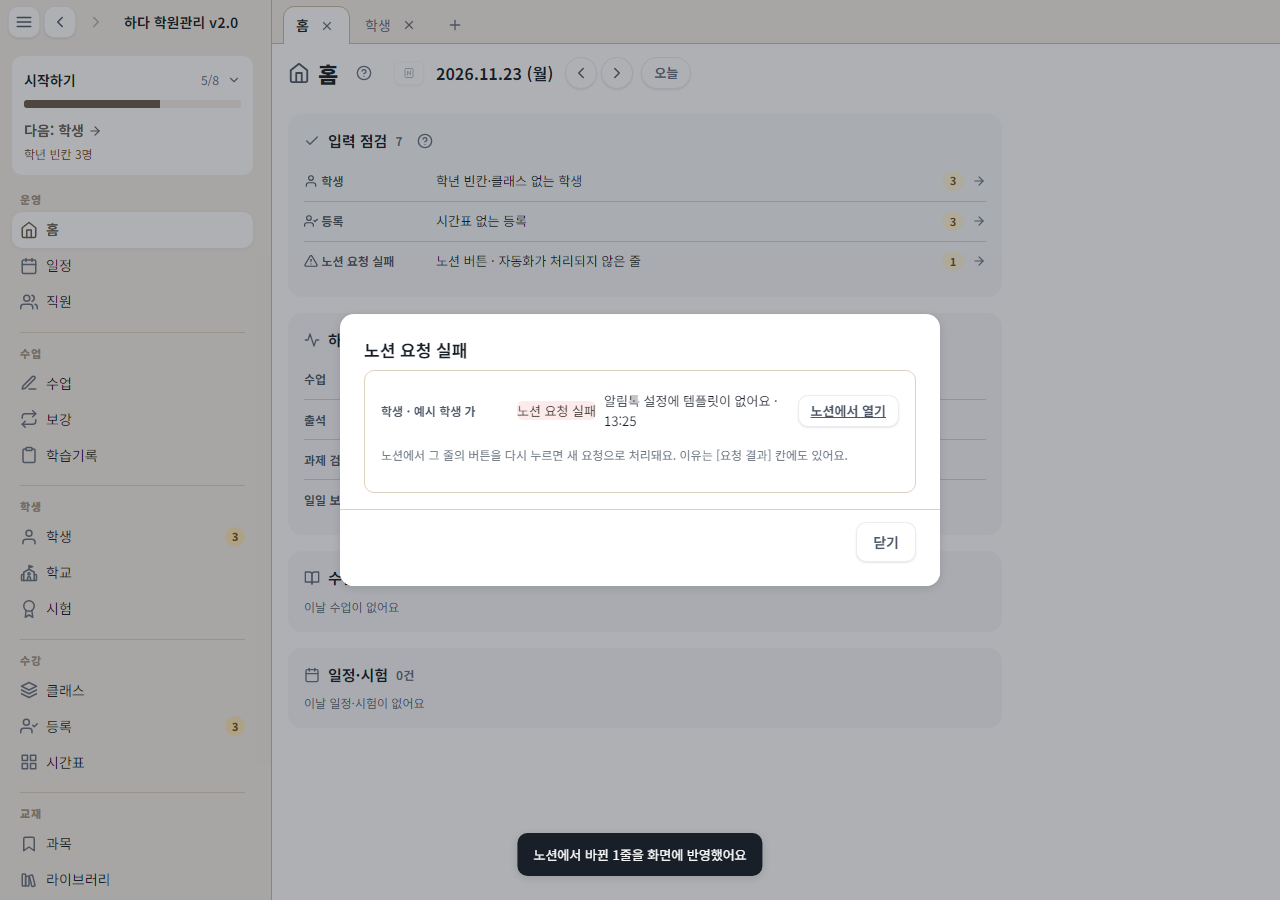 하다 학원관리 v2.0
홈
학생
시작하기
5/8
다음: 학생
학년 빈칸 3명
운영
홈
일정
직원
수업
수업
보강
학습기록
학생
학생
3
학교
시험
수강
클래스
등록
3
시간표
교재
과목
라이브러리
홈
2026.11.23 (월)
오늘
입력 점검 7
학생
학년 빈칸·클래스 없는 학생
3
등록
시간표 없는 등록
3
노션 요청 실패
노션 버튼 · 자동화가 처리되지 않은 줄
1
하
수업
출석
과제 검
일일 보
노션 요청 실패
학생 · 예시 학생 가
노션 요청 실패
알림톡 설정에 템플릿이 없어요 ·
13:25
노션에서 열기
노션에서 그 줄의 버튼을 다시 누르면 새 요청으로 처리돼요. 이유는 [요청 결과] 칸에도 있어요.
닫기
이날 수업이 없어요
일정·시험 0건
이날 일정·시험이 없어요
노션에서 바뀐 1줄을 화면에 반영했어요